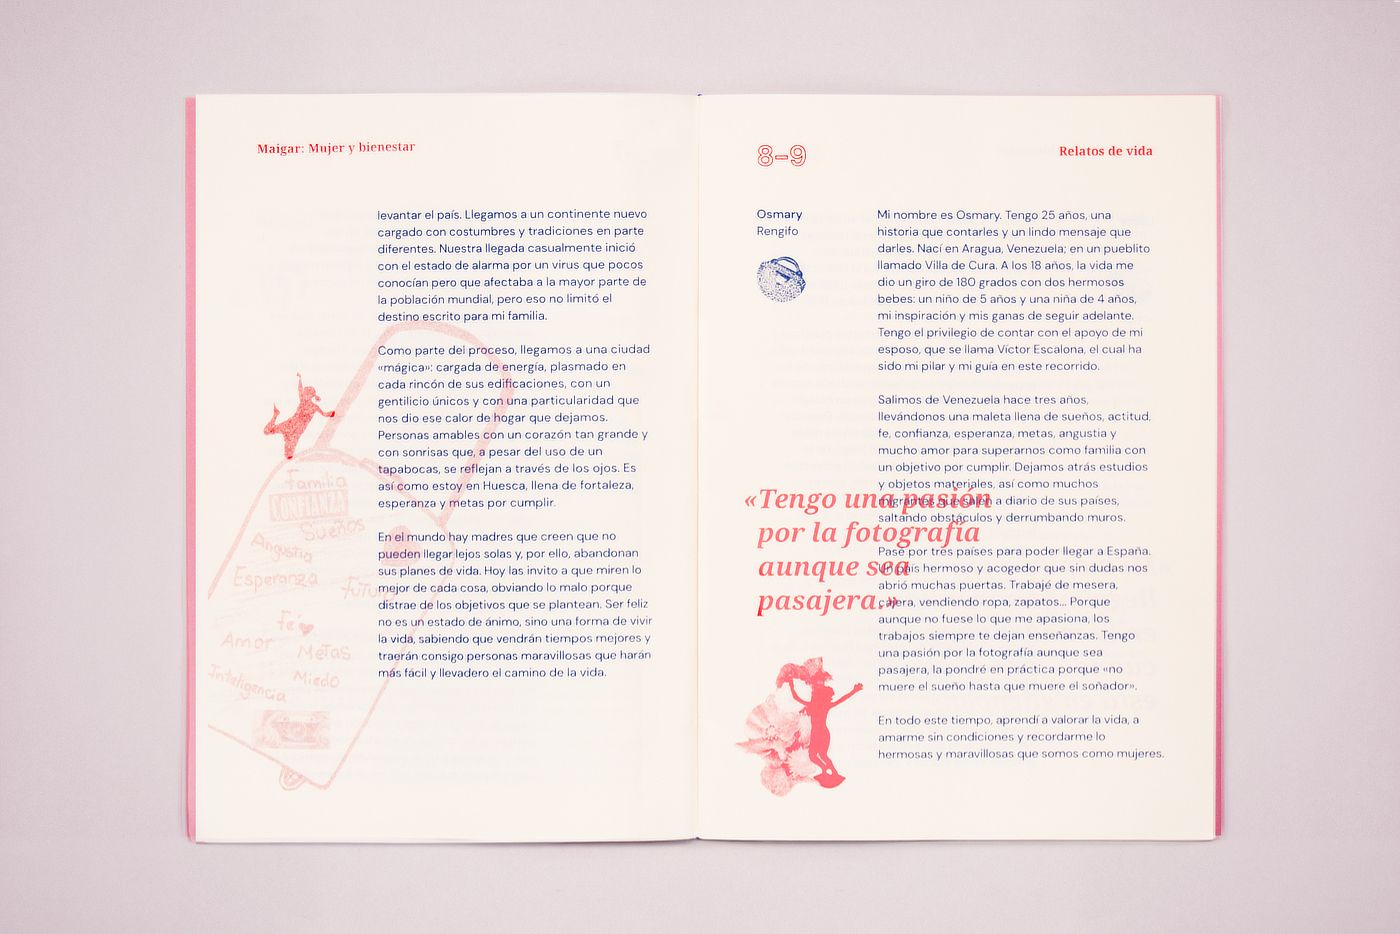 Maigar: Mujer y bienestar
levantar el país. Llegamos a un continente nuevo
cargado con costumbres y tradiciones en parte
diferentes. Nuestra llegada casualmente inició
con el estado de alarma por un virus que pocos
conocían pero que afectaba a la mayor parte de
la población mundial, pero eso no limitó el
destino escrito para mi familia.
Como parte del proceso, llegamos a una ciudad
«mágica»: cargada de energía, plasmado en
cada rincón de sus edificaciones, con un
gentilicio únicos y con una particularidad que
nos dio ese calor de hogar que dejamos.
Personas amables con un corazón tan grande y
con sonrisas que, a pesar del uso de un
tapabocas, se reflejan a través de los ojos. Es
así como estoy en Huesca, llena de fortaleza,
esperanza y metas por cumplir.
En el mundo hay madres que creen que no
pueden llegar lejos solas y, por ello, abandonan
sus planes de vida. Hoy las invito a que miren lo
mejor de cada cosa, obviando lo malo porque
distrae de los objetivos que se plantean. Ser feliz
no es un estado de ánimo, sino una forma de vivir
la vida, sabiendo que vendrán tiempos mejores y
traerán consigo personas maravillosas que harán
más fácil y llevadero el camino de la vida.
Familia
CONFIANZA
Sueños
Angustia
Esperanza
Futuro
fé
Amor
Metas
Miedo
Inteligencia
8–9
Relatos de vida
Osmary
Rengifo
Mi nombre es Osmary. Tengo 25 años, una
historia que contarles y un lindo mensaje que
darles. Nací en Aragua, Venezuela; en un pueblito
llamado Villa de Cura. A los 18 años, la vida me
dio un giro de 180 grados con dos hermosos
bebes: un niño de 5 años y una niña de 4 años,
mi inspiración y mis ganas de seguir adelante.
Tengo el privilegio de contar con el apoyo de mi
esposo, que se llama Víctor Escalona, el cual ha
sido mi pilar y mi guía en este recorrido.
Salimos de Venezuela hace tres años,
llevándonos una maleta llena de sueños, actitud,
fe, confianza, esperanza, metas, angustia y
mucho amor para superarnos como familia con
un objetivo por cumplir. Dejamos atrás estudios
y objetos materiales, así como muchos
migrantes que salen a diario de sus países,
saltando obstáculos y derrumbando muros.
Pasé por tres países para poder llegar a España.
Un país hermoso y acogedor que sin dudas nos
abrió muchas puertas. Trabajé de mesera,
cajera, vendiendo ropa, zapatos... Porque
aunque no fuese lo que me apasiona, los
trabajos siempre te dejan enseñanzas. Tengo
una pasión por la fotografía aunque sea
pasajera, la pondré en práctica porque «no
muere el sueño hasta que muere el soñador».
En todo este tiempo, aprendí a valorar la vida, a
amarme sin condiciones y recordarme lo
hermosas y maravillosas que somos como mujeres.
«Tengo una pasión
por la fotografía
aunque sea
pasajera.»